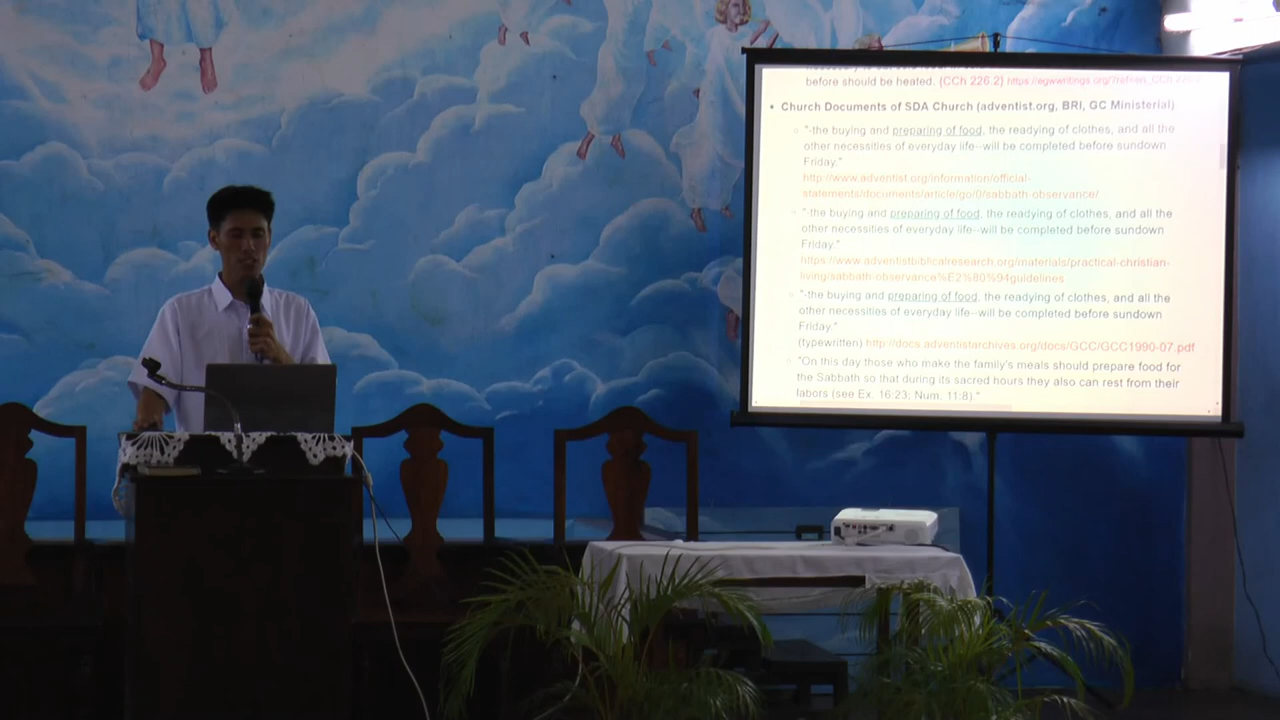 before should be heated. (CCh 226.2)
• Church Documents of SDA Church (adventist.org, BRI, GC Ministerial)
"-the buying and preparing of food, the readying of clothes, and all the
other necessities of everyday life--will be completed before sundown
Friday."
http://www.adventist.org/information/official-
statements/documents/article/go/0/sabbath-observance/
"-the buying and preparing of food, the readying of clothes, and all the
other necessities of everyday life--will be completed before sundown
Friday."
https://www.adventistbiblicalresearch.org/materials/practical-christian-
living/sabbath-observance%E2%80%94guidelines
"-the buying and preparing of food, the readying of clothes, and all the
other necessities of everyday life--will be completed before sundown
Friday."
(typewritten) http://docs.adventistarchives.org/docs/GCC/GCC1990-07.pdf
"On this day those who make the family's meals should prepare food for
the Sabbath so that during its sacred hours they also can rest from their
labors (see Ex. 16:23; Num. 11:8)."